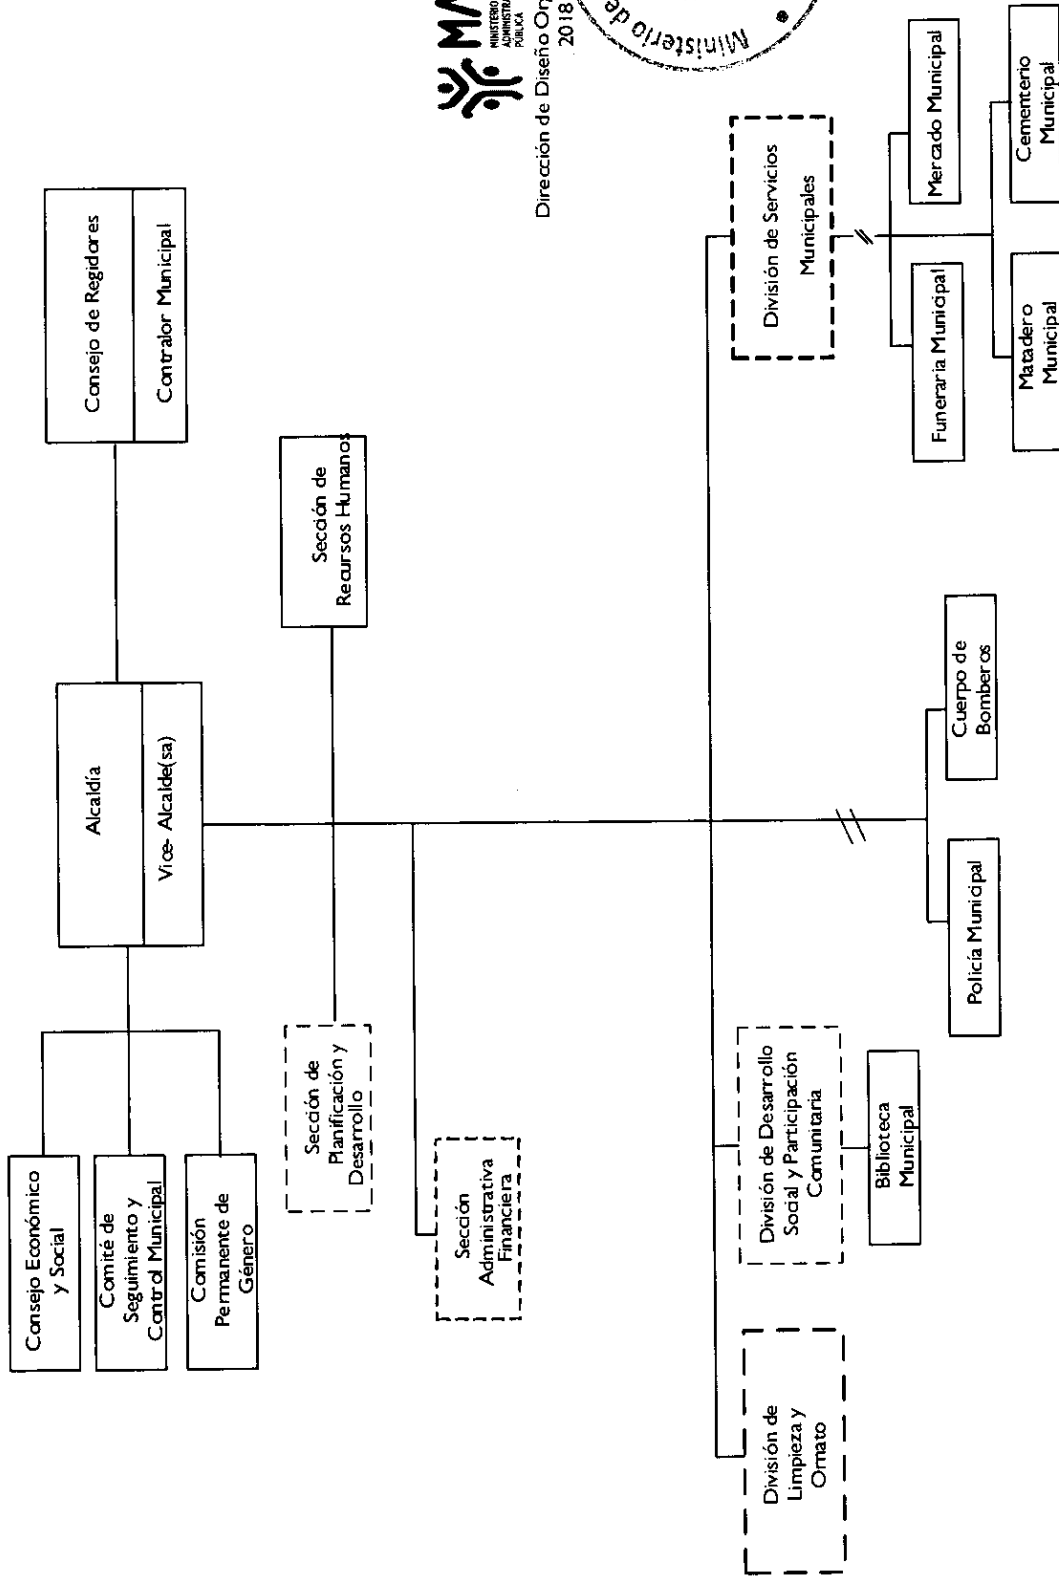 Consejo Económico
y Social
Comité de
Seguimiento y
Control Municipal
Comisión
Permanente de
Género
Alcaldía
Vice- Alcalde(sa)
Consejo de Regidores
Contralor Municipal
Sección de
Planificación y
Desarrollo
Sección de
Recursos Humanos
Sección
Administrativa
Financiera
MINISTERIO
PÚBLICA
Dirección de Diseño
2018
Ministerio de
División de
Limpieza y
Ornato
División de Desarrollo
Social y Participación
Comunitaria
Biblioteca
Municipal
Policía Municipal
Cuerpo de
Bomberos
División de Servicios
Municipales
Funeraria Municipal
Mercado Municipal
Matadero
Municipal
Cementerio
Municipal